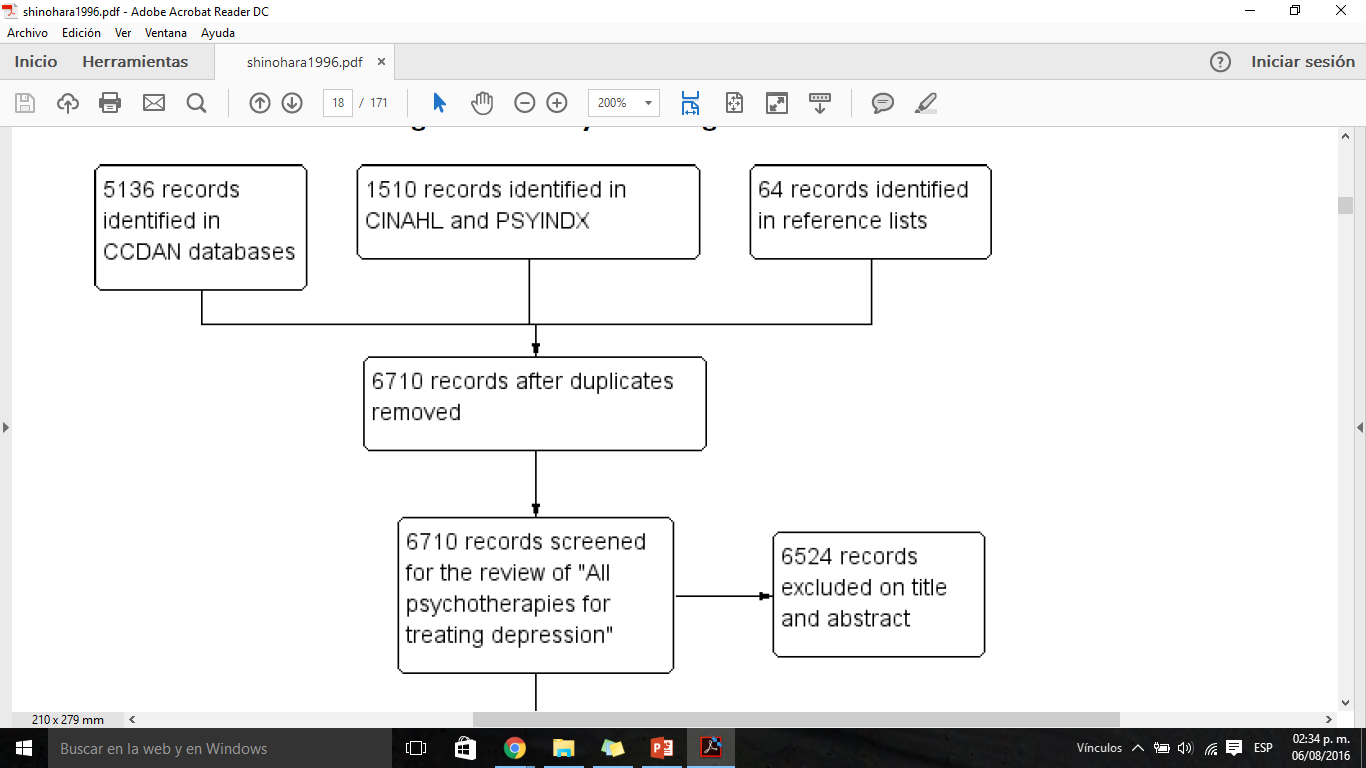 shinohara1996.pdf - Adobe Acrobat Reader DC
Archivo Edición Ver Ventana Ayuda
Inicio Herramientas shinohara1996.pdf × ? Iniciar sesión
18 / 171 200%
5136 records
identified in
CCDAN databases
1510 records identified in
CINAHL and PSYINDX
64 records identified
in reference lists
6710 records after duplicates
removed
6710 records screened
for the review of "All
psychotherapies for
treating depression"
6524 records
excluded on title
and abstract
210 x 279 mm
Buscar en la web y en Windows
Vínculos ESP 02:34 p. m.
06/08/2016